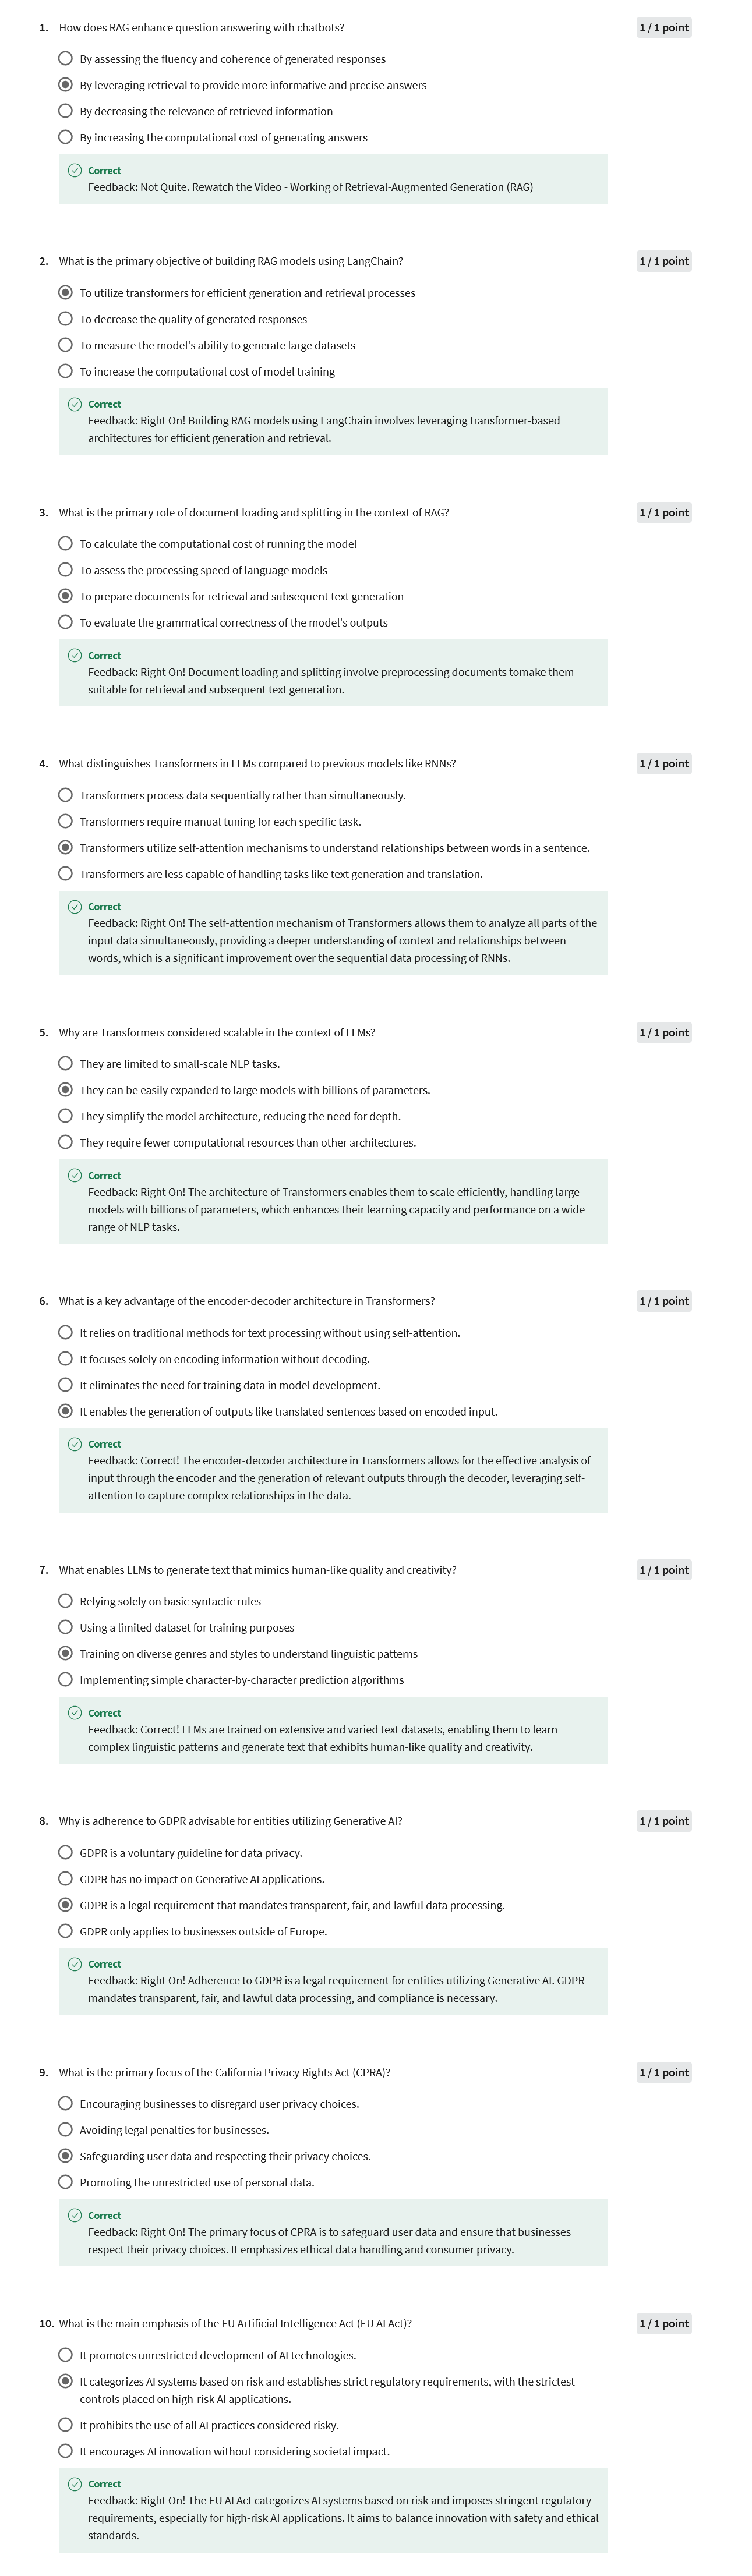 1. How does RAG enhance question answering with chatbots? 1 / 1 point
By assessing the fluency and coherence of generated responses
By leveraging retrieval to provide more informative and precise answers
By decreasing the relevance of retrieved information
By increasing the computational cost of generating answers
Correct
Feedback: Not Quite. Rewatch the Video - Working of Retrieval-Augmented Generation (RAG)
2. What is the primary objective of building RAG models using LangChain? 1 / 1 point
To utilize transformers for efficient generation and retrieval processes
To decrease the quality of generated responses
To measure the model's ability to generate large datasets
To increase the computational cost of model training
Correct
Feedback: Right On! Building RAG models using LangChain involves leveraging transformer-based
architectures for efficient generation and retrieval.
3. What is the primary role of document loading and splitting in the context of RAG? 1 / 1 point
To calculate the computational cost of running the model
To assess the processing speed of language models
To prepare documents for retrieval and subsequent text generation
To evaluate the grammatical correctness of the model's outputs
Correct
Feedback: Right On! Document loading and splitting involve preprocessing documents tomake them
suitable for retrieval and subsequent text generation.
4. What distinguishes Transformers in LLMs compared to previous models like RNNs? 1 / 1 point
Transformers process data sequentially rather than simultaneously.
Transformers require manual tuning for each specific task.
Transformers utilize self-attention mechanisms to understand relationships between words in a sentence.
Transformers are less capable of handling tasks like text generation and translation.
Correct
Feedback: Right On! The self-attention mechanism of Transformers allows them to analyze all parts of the
input data simultaneously, providing a deeper understanding of context and relationships between
words, which is a significant improvement over the sequential data processing of RNNs.
5. Why are Transformers considered scalable in the context of LLMs? 1 / 1 point
They are limited to small-scale NLP tasks.
They can be easily expanded to large models with billions of parameters.
They simplify the model architecture, reducing the need for depth.
They require fewer computational resources than other architectures.
Correct
Feedback: Right On! The architecture of Transformers enables them to scale efficiently, handling large
models with billions of parameters, which enhances their learning capacity and performance on a wide
range of NLP tasks.
6. What is a key advantage of the encoder-decoder architecture in Transformers? 1 / 1 point
It relies on traditional methods for text processing without using self-attention.
It focuses solely on encoding information without decoding.
It eliminates the need for training data in model development.
It enables the generation of outputs like translated sentences based on encoded input.
Correct
Feedback: Correct! The encoder-decoder architecture in Transformers allows for the effective analysis of
input through the encoder and the generation of relevant outputs through the decoder, leveraging self-
attention to capture complex relationships in the data.
7. What enables LLMs to generate text that mimics human-like quality and creativity? 1 / 1 point
Relying solely on basic syntactic rules
Using a limited dataset for training purposes
Training on diverse genres and styles to understand linguistic patterns
Implementing simple character-by-character prediction algorithms
Correct
Feedback: Correct! LLMs are trained on extensive and varied text datasets, enabling them to learn
complex linguistic patterns and generate text that exhibits human-like quality and creativity.
8. Why is adherence to GDPR advisable for entities utilizing Generative AI? 1 / 1 point
GDPR is a voluntary guideline for data privacy.
GDPR has no impact on Generative AI applications.
GDPR is a legal requirement that mandates transparent, fair, and lawful data processing.
GDPR only applies to businesses outside of Europe.
Correct
Feedback: Right On! Adherence to GDPR is a legal requirement for entities utilizing Generative AI. GDPR
mandates transparent, fair, and lawful data processing, and compliance is necessary.
9. What is the primary focus of the California Privacy Rights Act (CPRA)? 1 / 1 point
Encouraging businesses to disregard user privacy choices.
Avoiding legal penalties for businesses.
Safeguarding user data and respecting their privacy choices.
Promoting the unrestricted use of personal data.
Correct
Feedback: Right On! The primary focus of CPRA is to safeguard user data and ensure that businesses
respect their privacy choices. It emphasizes ethical data handling and consumer privacy.
10. What is the main emphasis of the EU Artificial Intelligence Act (EU AI Act)? 1 / 1 point
It promotes unrestricted development of AI technologies.
It categorizes AI systems based on risk and establishes strict regulatory requirements, with the strictest
controls placed on high-risk AI applications.
It prohibits the use of all AI practices considered risky.
It encourages AI innovation without considering societal impact.
Correct
Feedback: Right On! The EU AI Act categorizes AI systems based on risk and imposes stringent regulatory
requirements, especially for high-risk AI applications. It aims to balance innovation with safety and ethical
standards.